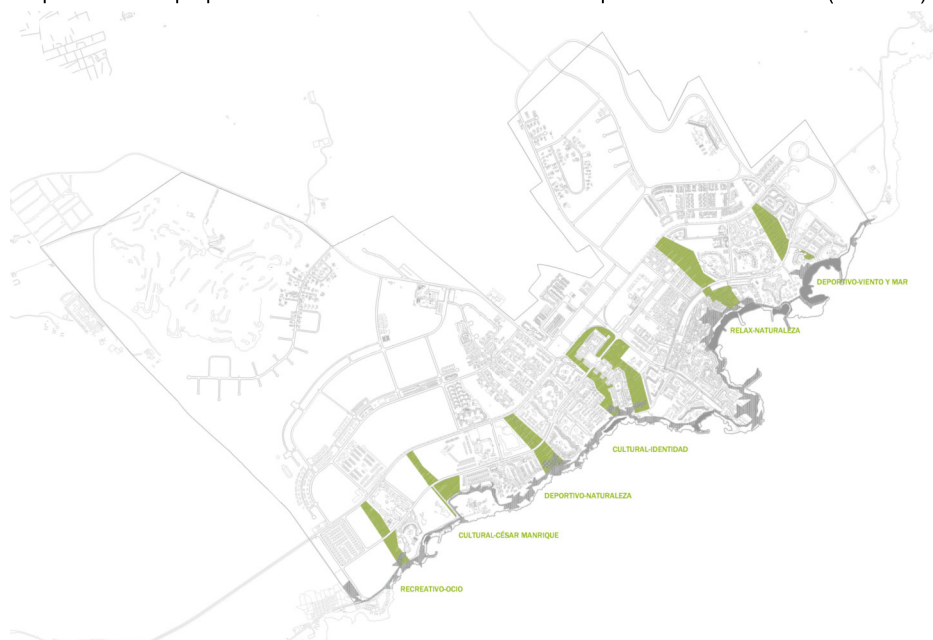 DEPORTIVO-VIENTO Y MAR
RELAX-NATURALEZA
CULTURAL-IDENTIDAD
DEPORTIVO-NATURALEZA
CULTURAL-CÉSAR MANRIQUE
RECREATIVO-OCIO